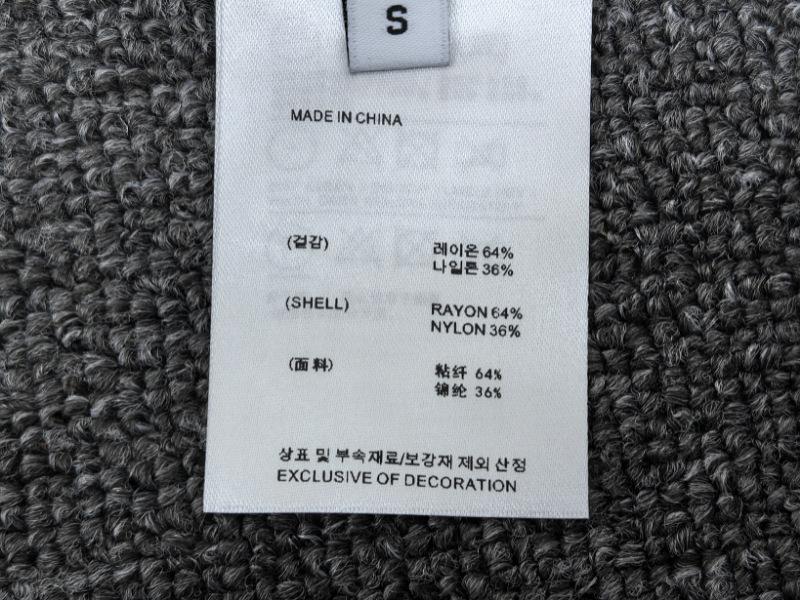 S
MADE IN CHINA
(겉감) 레이온 64%
나일론 36%
(SHELL) RAYON 64%
NYLON 36%
(面料) 粘纤 64%
锦纶 36%
상표 및 부속재료/보강재 제외 산정
EXCLUSIVE OF DECORATION